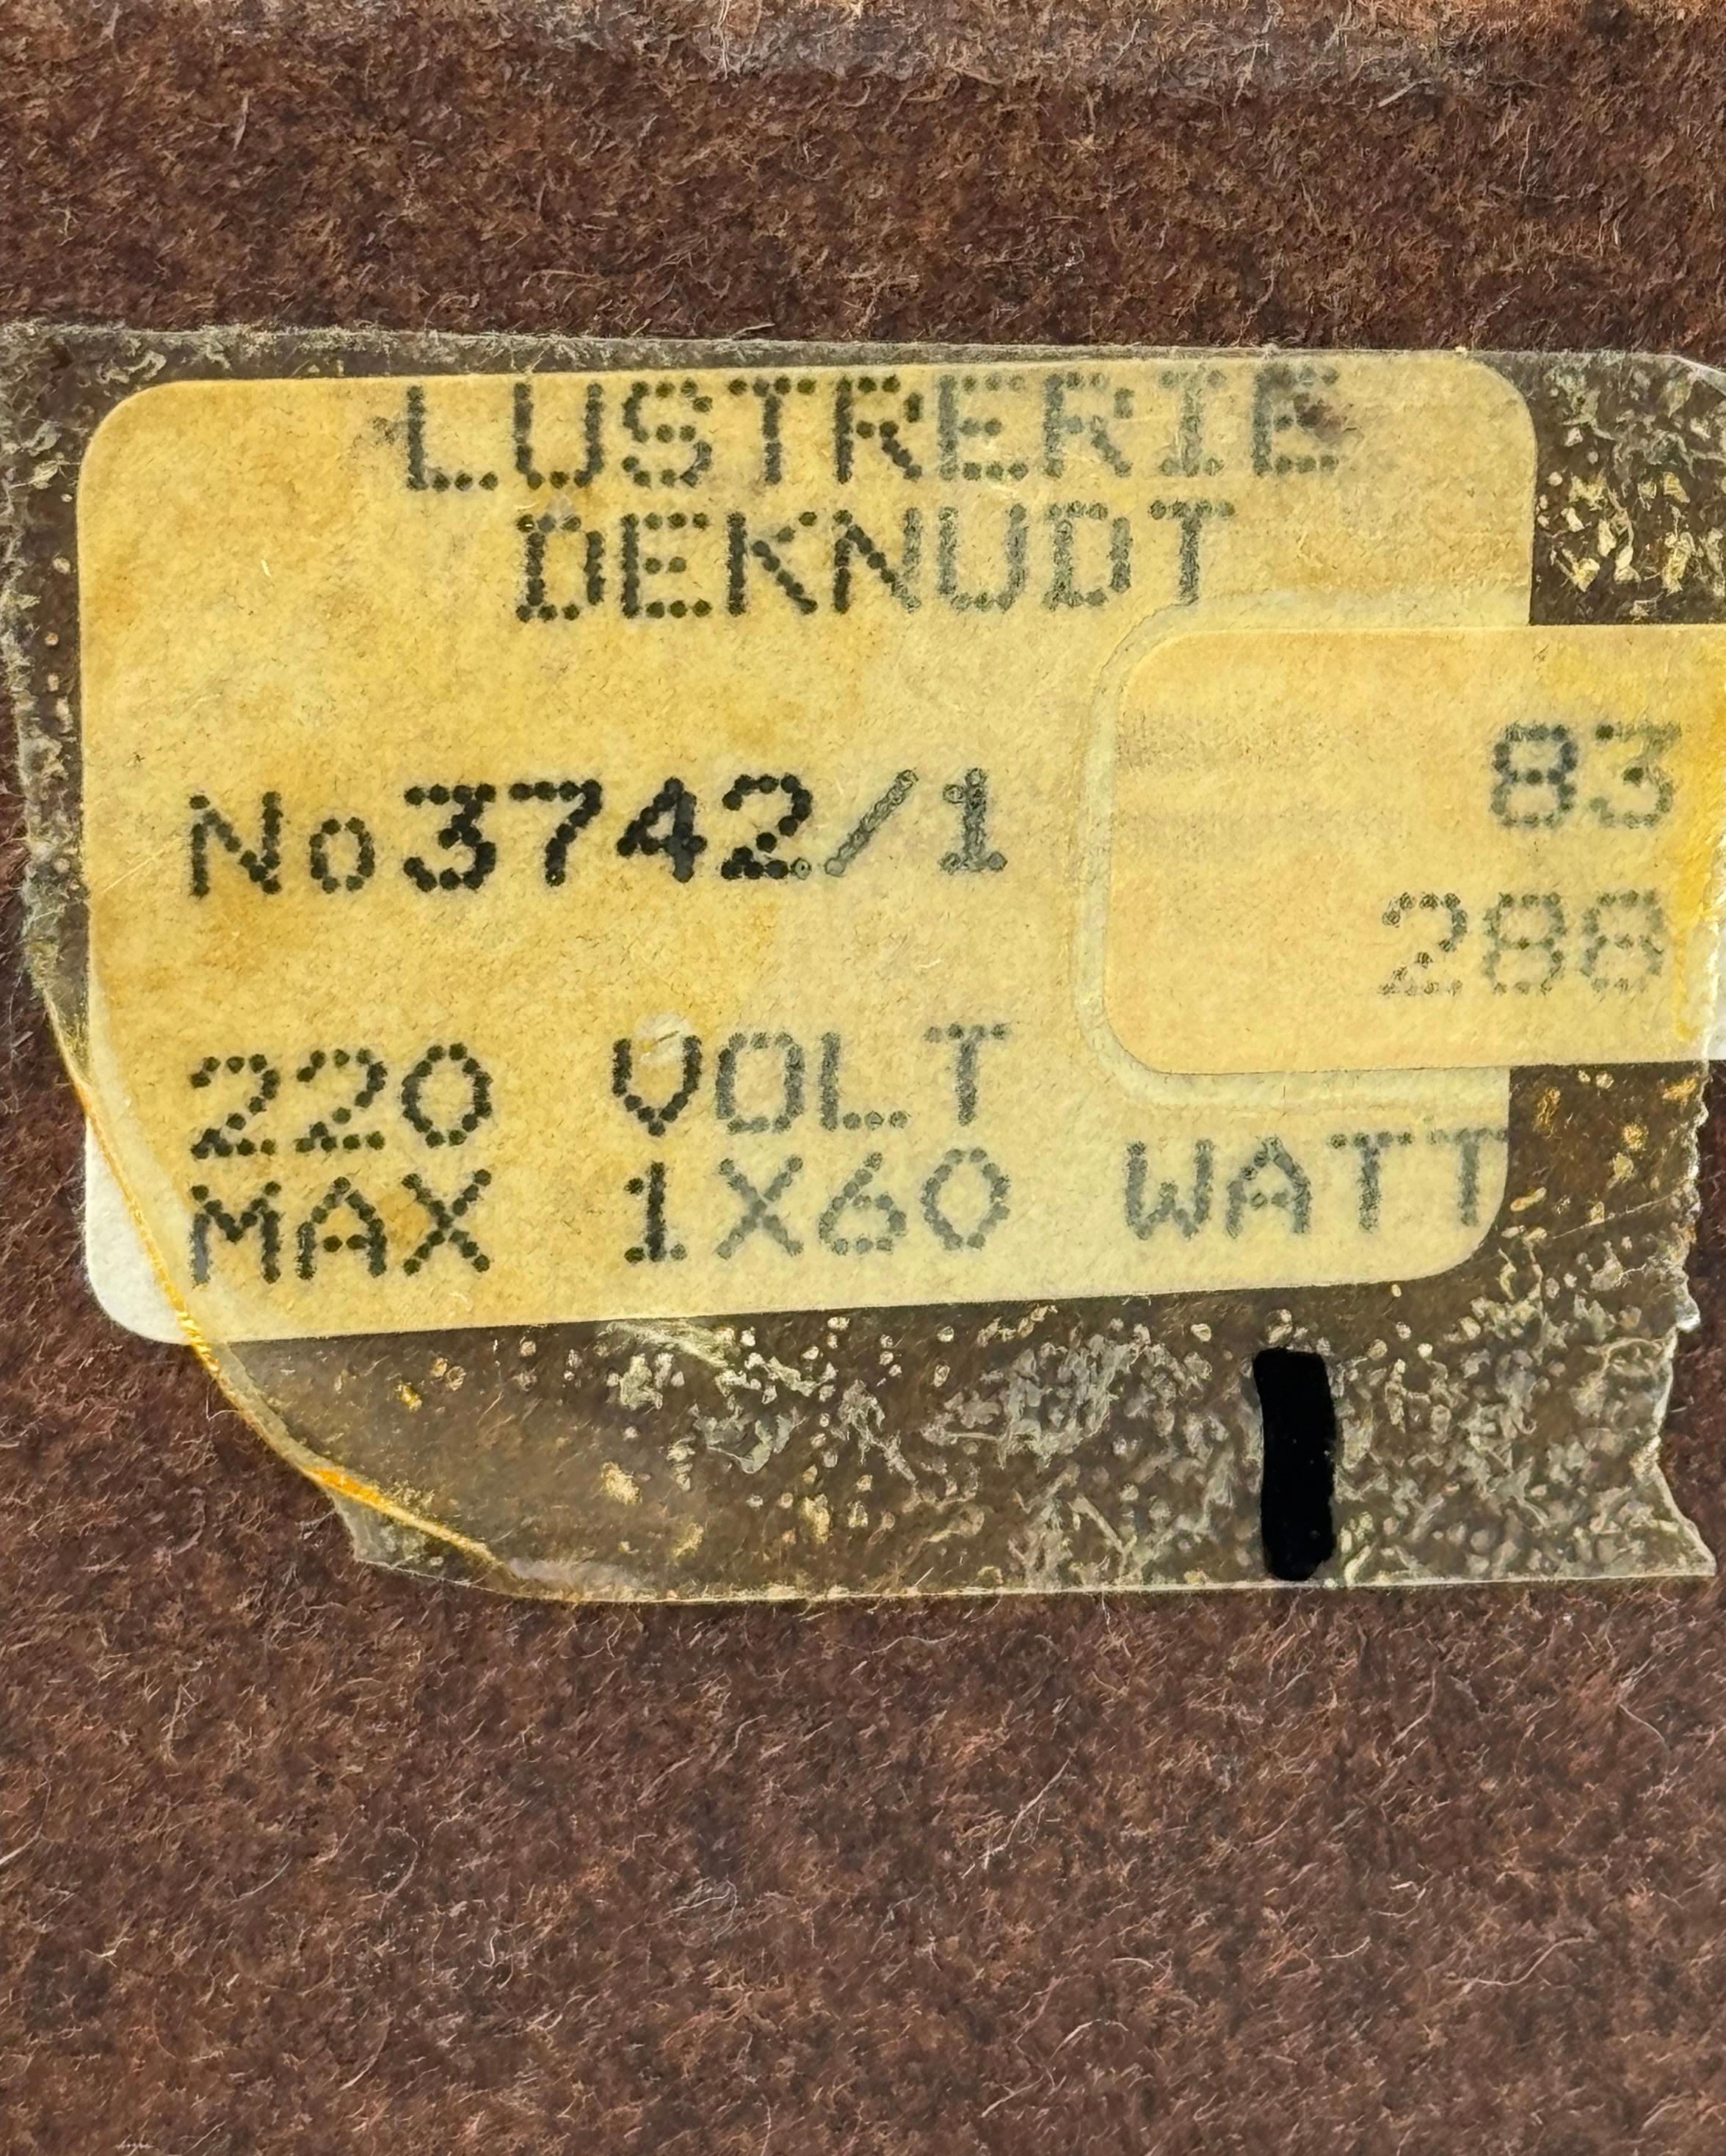 LUSTRERIE
DEKNUDT
No3742/1
83
288
220 VOLT
MAX 1X60 WATT